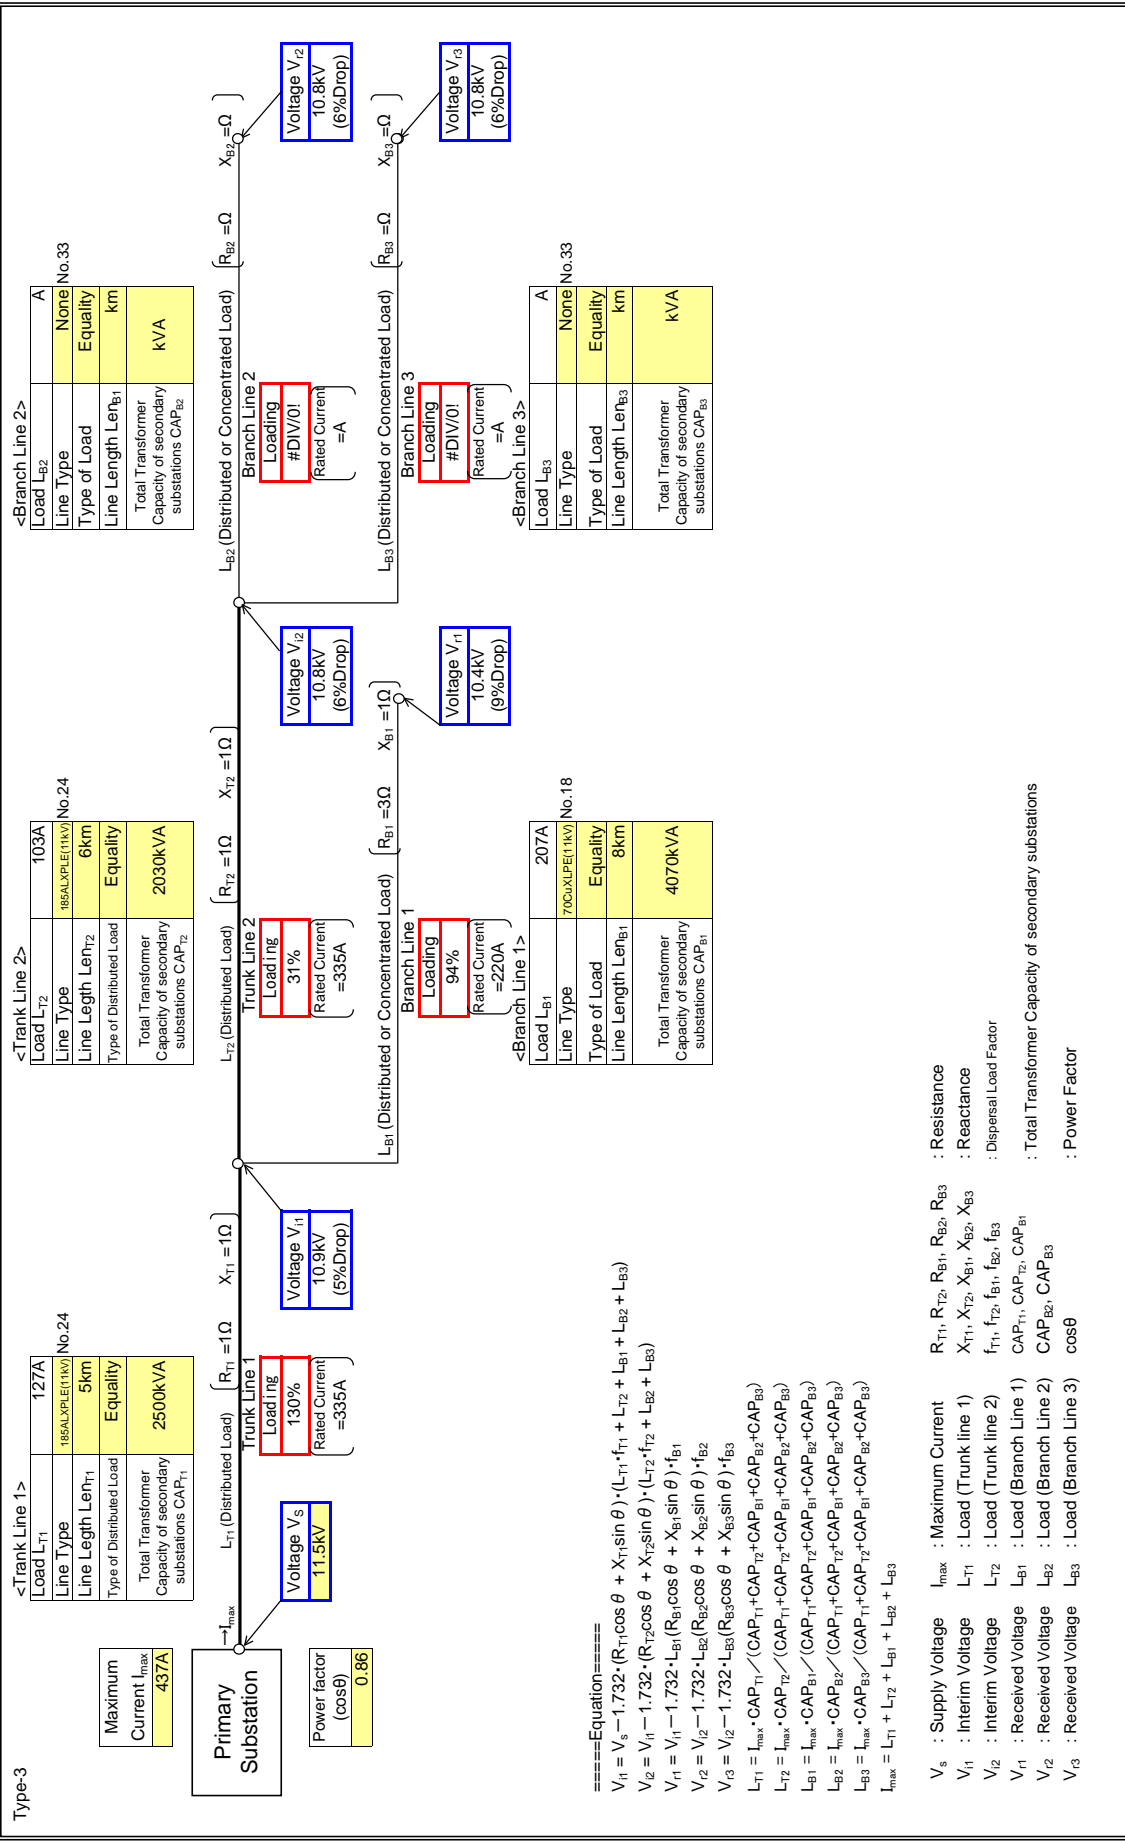 Type-3
Maximum
Current Imax
437A
Primary
Substation
Power factor
(cosθ)
0.86
→Imax
Voltage VS
11.5kV
<Trank Line 1>
Load LT1 127A
Line Type 185ALXPLE(11kV) No.24
Line Legth LenT1 5km
Type of Distributed Load Equality
Total Transformer
Capacity of secondary
substations CAPT1
2500kVA
LT1 (Distributed Load)
RT1 =1Ω XT1 =1Ω
Trunk Line 1
Loading
130%
Rated Current
=335A
Voltage Vi1
10.9kV
(5%Drop)
<Trank Line 2>
Load LT2 103A
Line Type 185ALXPLE(11kV) No.24
Line Legth LenT2 6km
Type of Distributed Load Equality
Total Transformer
Capacity of secondary
substations CAPT2
2030kVA
LT2 (Distributed Load)
RT2 =1Ω XT2 =1Ω
Trunk Line 2
Loading
31%
Rated Current
=335A
Voltage Vi2
10.8kV
(6%Drop)
LB1 (Distributed or Concentrated Load)
RB1 =3Ω XB1 =1Ω
Branch Line 1
Loading
94%
Rated Current
=220A
Voltage Vr1
10.4kV
(9%Drop)
<Branch Line 1>
Load LB1 207A
Line Type 70CuXLPE(11kV) No.18
Type of Load Equality
Line Length LenB1 8km
Total Transformer
Capacity of secondary
substations CAPB1
4070kVA
<Branch Line 2>
Load LB2 A
Line Type None No.33
Type of Load Equality
Line Length LenB1 km
Total Transformer
Capacity of secondary
substations CAPB2
kVA
LB2 (Distributed or Concentrated Load)
RB2 =Ω XB2 =Ω
Branch Line 2
Loading
#DIV/0!
Rated Current
=A
Voltage Vr2
10.8kV
(6%Drop)
LB3 (Distributed or Concentrated Load)
RB3 =Ω XB3 =Ω
Branch Line 3
Loading
#DIV/0!
Rated Current
=A
Voltage Vr3
10.8kV
(6%Drop)
<Branch Line 3>
Load LB3 A
Line Type None No.33
Type of Load Equality
Line Length LenB3 km
Total Transformer
Capacity of secondary
substations CAPB3
kVA
=====Equation=====
Vi1 = Vs－1.732・(RT1cosθ + XT1sinθ)・(LT1・fT1 + LT2 + LB1 + LB2 + LB3)
Vi2 = Vi1－1.732・(RT2cosθ + XT2sinθ)・(LT2・fT2 + LB2 + LB3)
Vr1 = Vi1－1.732・LB1(RB1cosθ + XB1sinθ)・fB1
Vr2 = Vi2－1.732・LB2(RB2cosθ + XB2sinθ)・fB2
Vr3 = Vi2－1.732・LB3(RB3cosθ + XB3sinθ)・fB3
LT1 = Imax・CAPT1／(CAPT1+CAPT2+CAPB1+CAPB2+CAPB3)
LT2 = Imax・CAPT2／(CAPT1+CAPT2+CAPB1+CAPB2+CAPB3)
LB1 = Imax・CAPB1／(CAPT1+CAPT2+CAPB1+CAPB2+CAPB3)
LB2 = Imax・CAPB2／(CAPT1+CAPT2+CAPB1+CAPB2+CAPB3)
LB3 = Imax・CAPB3／(CAPT1+CAPT2+CAPB1+CAPB2+CAPB3)
Imax = LT1 + LT2 + LB1 + LB2 + LB3
Vs : Supply Voltage Imax : Maximum Current RT1, RT2, RB1, RB2, RB3 : Resistance
Vi1 : Interim Voltage LT1 : Load (Trunk line 1) XT1, XT2, XB1, XB2, XB3 : Reactance
Vi2 : Interim Voltage LT2 : Load (Trunk line 2) fT1, fT2, fB1, fB2, fB3 : Dispersal Load Factor
Vr1 : Received Voltage LB1 : Load (Branch Line 1) CAPT1, CAPT2, CAPB1 : Total Transformer Capacity of secondary substations
Vr2 : Received Voltage LB2 : Load (Branch Line 2) CAPB2, CAPB3
Vr3 : Received Voltage LB3 : Load (Branch Line 3) cosθ : Power Factor